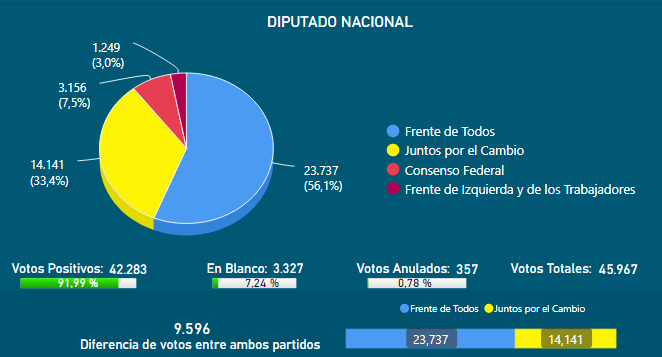 DIPUTADO NACIONAL
1.249
(3,0%)
3.156
(7,5%)
14.141
(33,4%)
23.737
(56,1%)
Frente de Todos
Juntos por el Cambio
Consenso Federal
Frente de Izquierda y de los Trabajadores
Votos Positivos: 42.283
91,99 %
En Blanco: 3.327
7,24 %
Votos Anulados: 357
0,78 %
Votos Totales: 45.967
9.596
Diferencia de votos entre ambos partidos
Frente de Todos Juntos por el Cambio
23,737 14,141